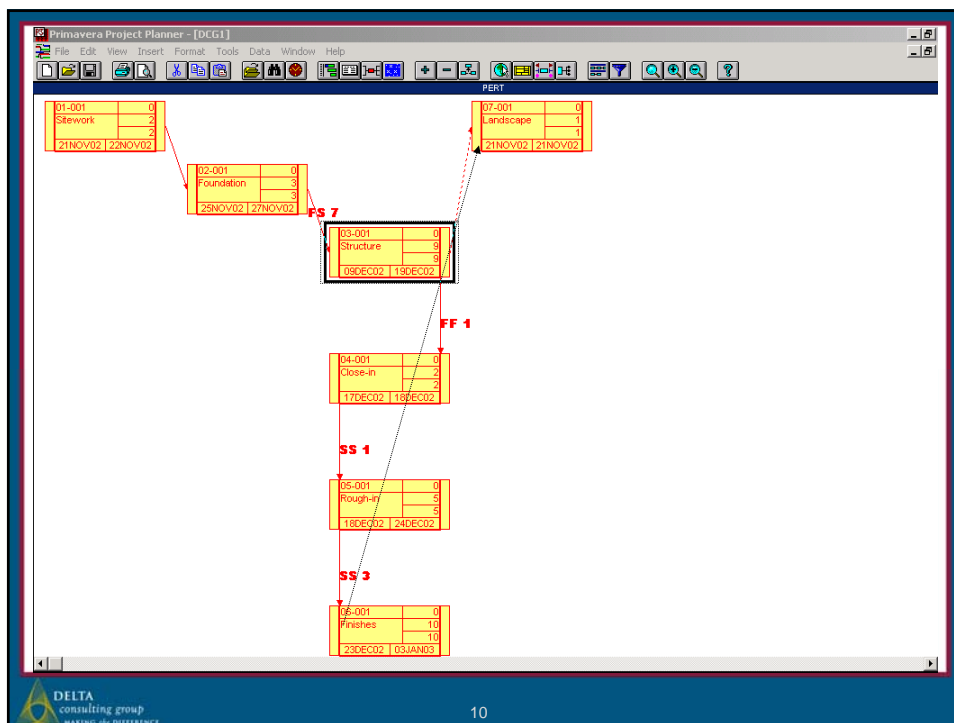 Primavera Project Planner - [DCG1]
File Edit View Insert Format Tools Data Window Help
PERT
01-001 0
Sitework 2
2
21NOV02 22NOV02
07-001 0
Landscape 1
1
21NOV02 21NOV02
02-001 0
Foundation 3
3
25NOV02 27NOV02
FS 7
03-001 0
Structure 9
9
09DEC02 19DEC02
FF 1
04-001 0
Close-in 2
2
17DEC02 18DEC02
SS 1
05-001 0
Rough-in 5
5
18DEC02 24DEC02
SS 3
06-001 0
Finishes 10
10
23DEC02 03JAN03
DELTA
consulting group
MAKING the DIFFERENCE
10